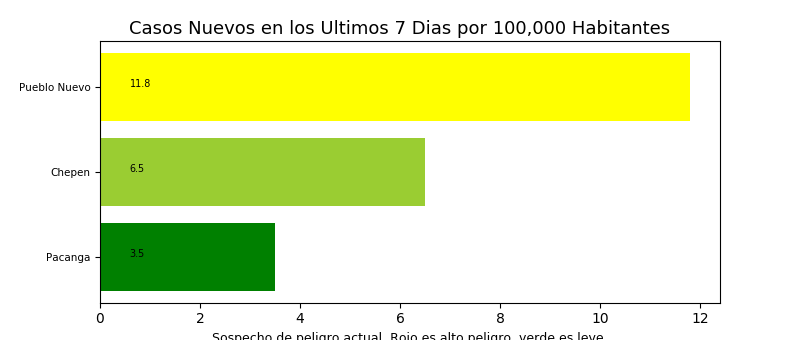 Casos Nuevos en los Ultimos 7 Dias por 100,000 Habitantes
Pueblo Nuevo
11.8
Chepen
6.5
Pacanga
3.5
0 2 4 6 8 10 12
Sospecho de peligro actual. Rojo es alto peligro, verde es leve